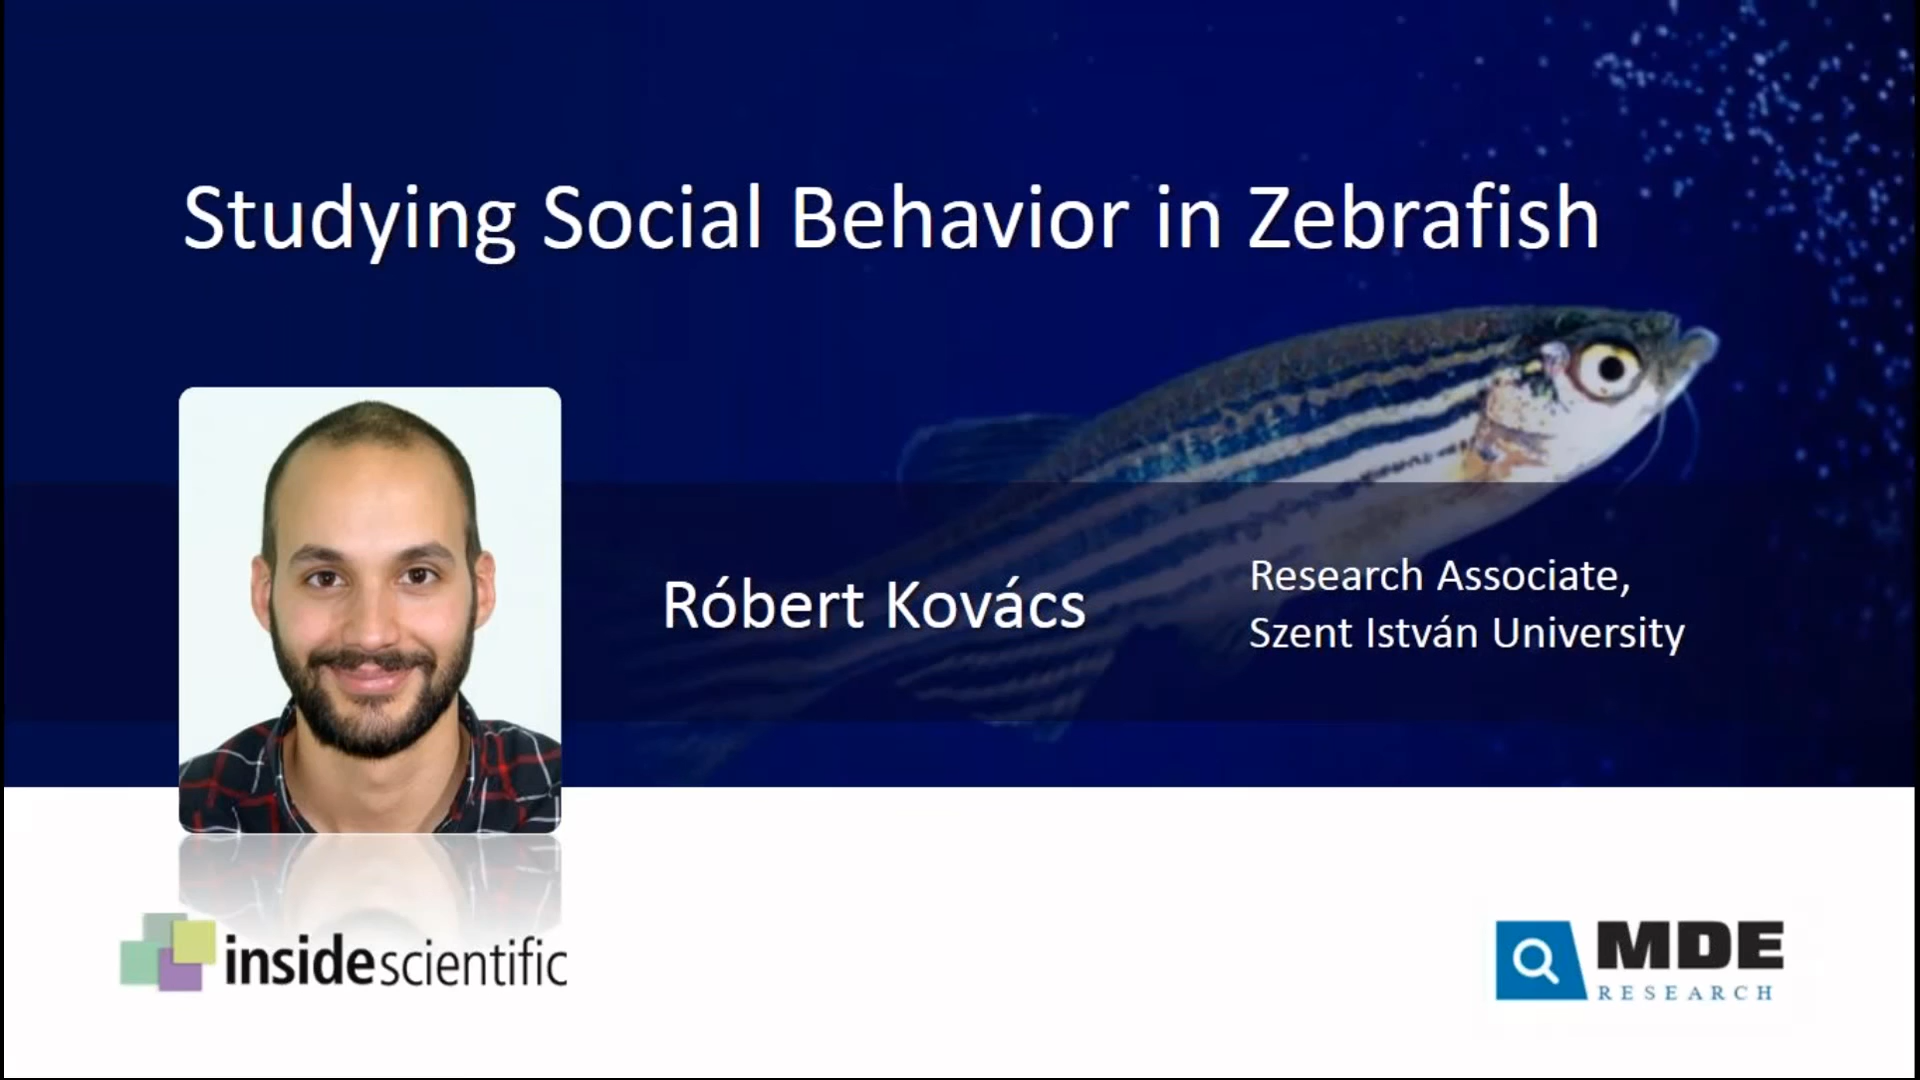 Studying Social Behavior in Zebrafish
Róbert Kovács
Research Associate,
Szent István University
insidescientific
MDE
RESEARCH